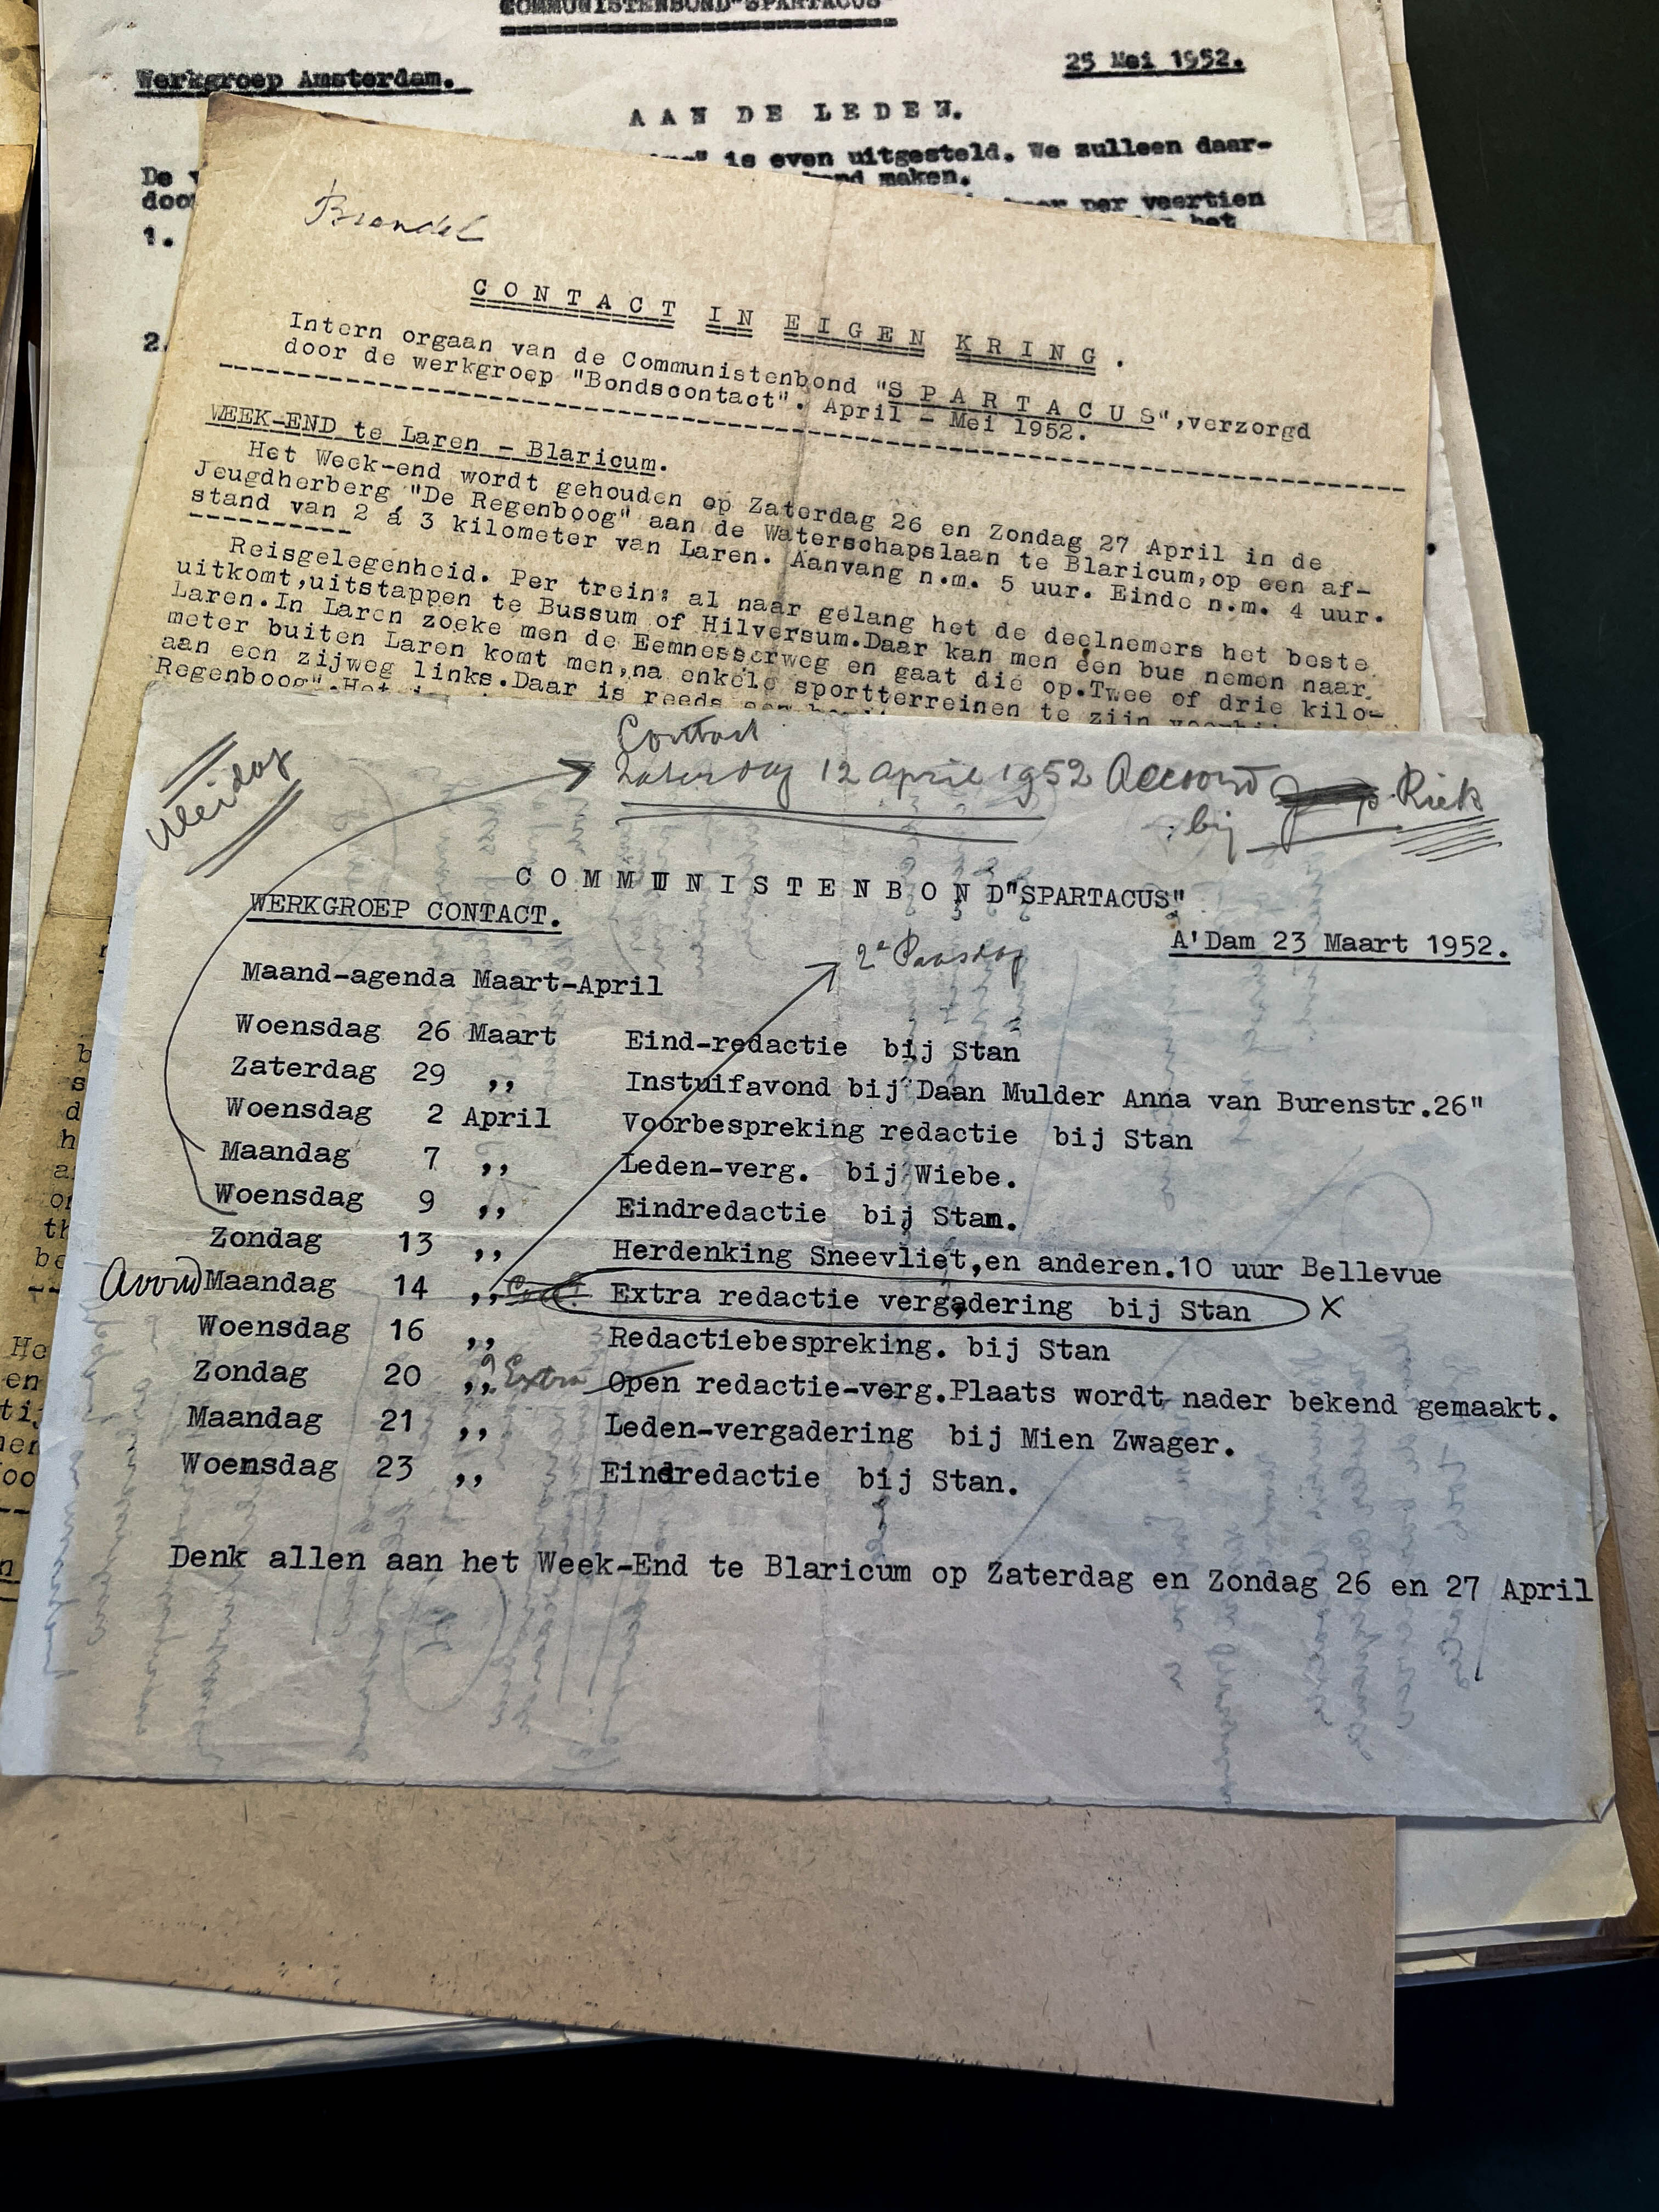 COMMUNISTENBOND "SPARTACUS"
Werkgroep Amsterdam.
25 Mei 1952.
AAN DE LEDEN.
is even uitgesteld. We zulleen daar-
maken.
De
per veertien
doo
het
1.
2.
Brendel
CONTACT IN EIGEN KRING.
Intern orgaan van de Communistenbond "SPARTACUS",verzorgd
door de werkgroep "Bondscontact". April - Mei 1952.
WEEK-END te Laren - Blaricum.
Het Week-end wordt gehouden op Zaterdag 26 en Zondag 27 April in de
Jeugdherberg "De Regenboog" aan de Waterschapslaan te Blaricum,op een af-
stand van 2 á 3 kilometer van Laren. Aanvang n.m. 5 uur. Einde n.m. 4 uur.
Reisgelegenheid. Per trein: al naar gelang het de deelnemers het beste
uitkomt,uitstappen te Bussum of Hilversum.Daar kan men een bus nemen naar
Laren.In Laren zoeke men de Eemnesserweg en gaat die op.Twee of drie kilo-
meter buiten Laren komt men,na enkele sportterreinen te zijn
aan een zijweg links.Daar is reeds
Regenboog".Het
Contact
Zaterdag 12 april 1952 Accoord Riek
bij
COMMUNISTENBOND"SPARTACUS"
WERKGROEP CONTACT.
A'Dam 23 Maart 1952.
2e Paasdag
Maand-agenda Maart-April
Woensdag 26 Maart Eind-redactie bij Stan
Zaterdag 29 ,, Instuifavond bij Daan Mulder Anna van Burenstr.26"
Woensdag 2 April Voorbespreking redactie bij Stan
Maandag 7 ,, Leden-verg. bij Wiebe.
Woensdag 9 ,, Eindredactie bij Stan.
Zondag 13 ,, Herdenking Sneevliet,en anderen.10 uur Bellevue
Avond Maandag 14 ,, Extra redactie vergadering bij Stan X
Woensdag 16 ,, Redactiebespreking. bij Stan
Zondag 20 ,, Extra Open redactie-verg.Plaats wordt nader bekend gemaakt.
Maandag 21 ,, Leden-vergadering bij Mien Zwager.
Woensdag 23 ,, Eindredactie bij Stan.
Denk allen aan het Week-End te Blaricum op Zaterdag en Zondag 26 en 27 April